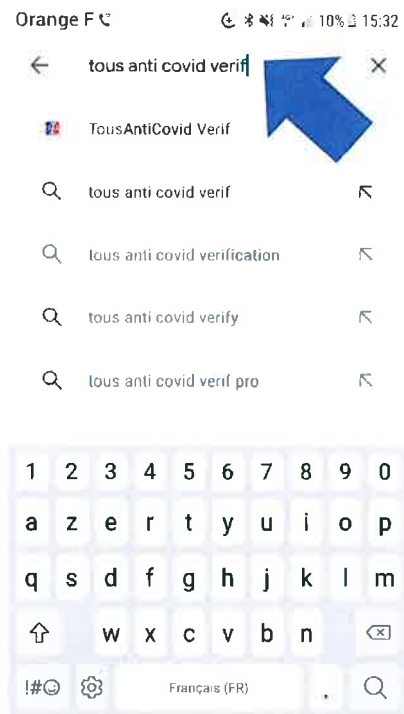 Orange F 10% 15:32
tous anti covid verif
TousAntiCovid Verif
tous anti covid verif
tous anti covid verification
tous anti covid verify
tous anti covid verif pro
1 2 3 4 5 6 7 8 9 0
a z e r t y u i o p
q s d f g h j k l m
w x c v b n
!#☺ Français (FR) .